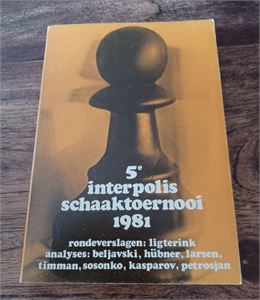 5e
interpolis
schaaktoernooi
1981
rondeverslagen: ligterink
analyses: beljavski, hübner, larsen,
timman, sosonko, kasparov, petrosjan